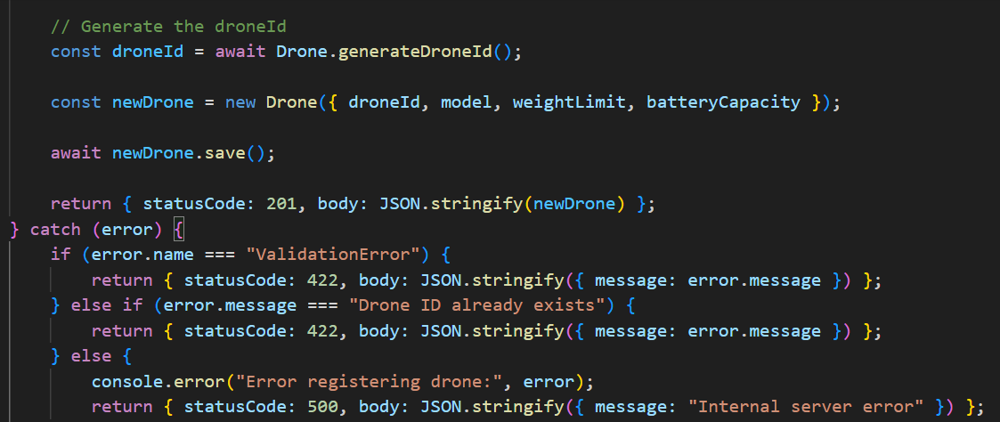 // Generate the droneId
const droneId = await Drone.generateDroneId();
const newDrone = new Drone({ droneId, model, weightLimit, batteryCapacity });
await newDrone.save();
return { statusCode: 201, body: JSON.stringify(newDrone) };
} catch (error) {
if (error.name === "ValidationError") {
return { statusCode: 422, body: JSON.stringify({ message: error.message }) };
} else if (error.message === "Drone ID already exists") {
return { statusCode: 422, body: JSON.stringify({ message: error.message }) };
} else {
console.error("Error registering drone:", error);
return { statusCode: 500, body: JSON.stringify({ message: "Internal server error" }) };